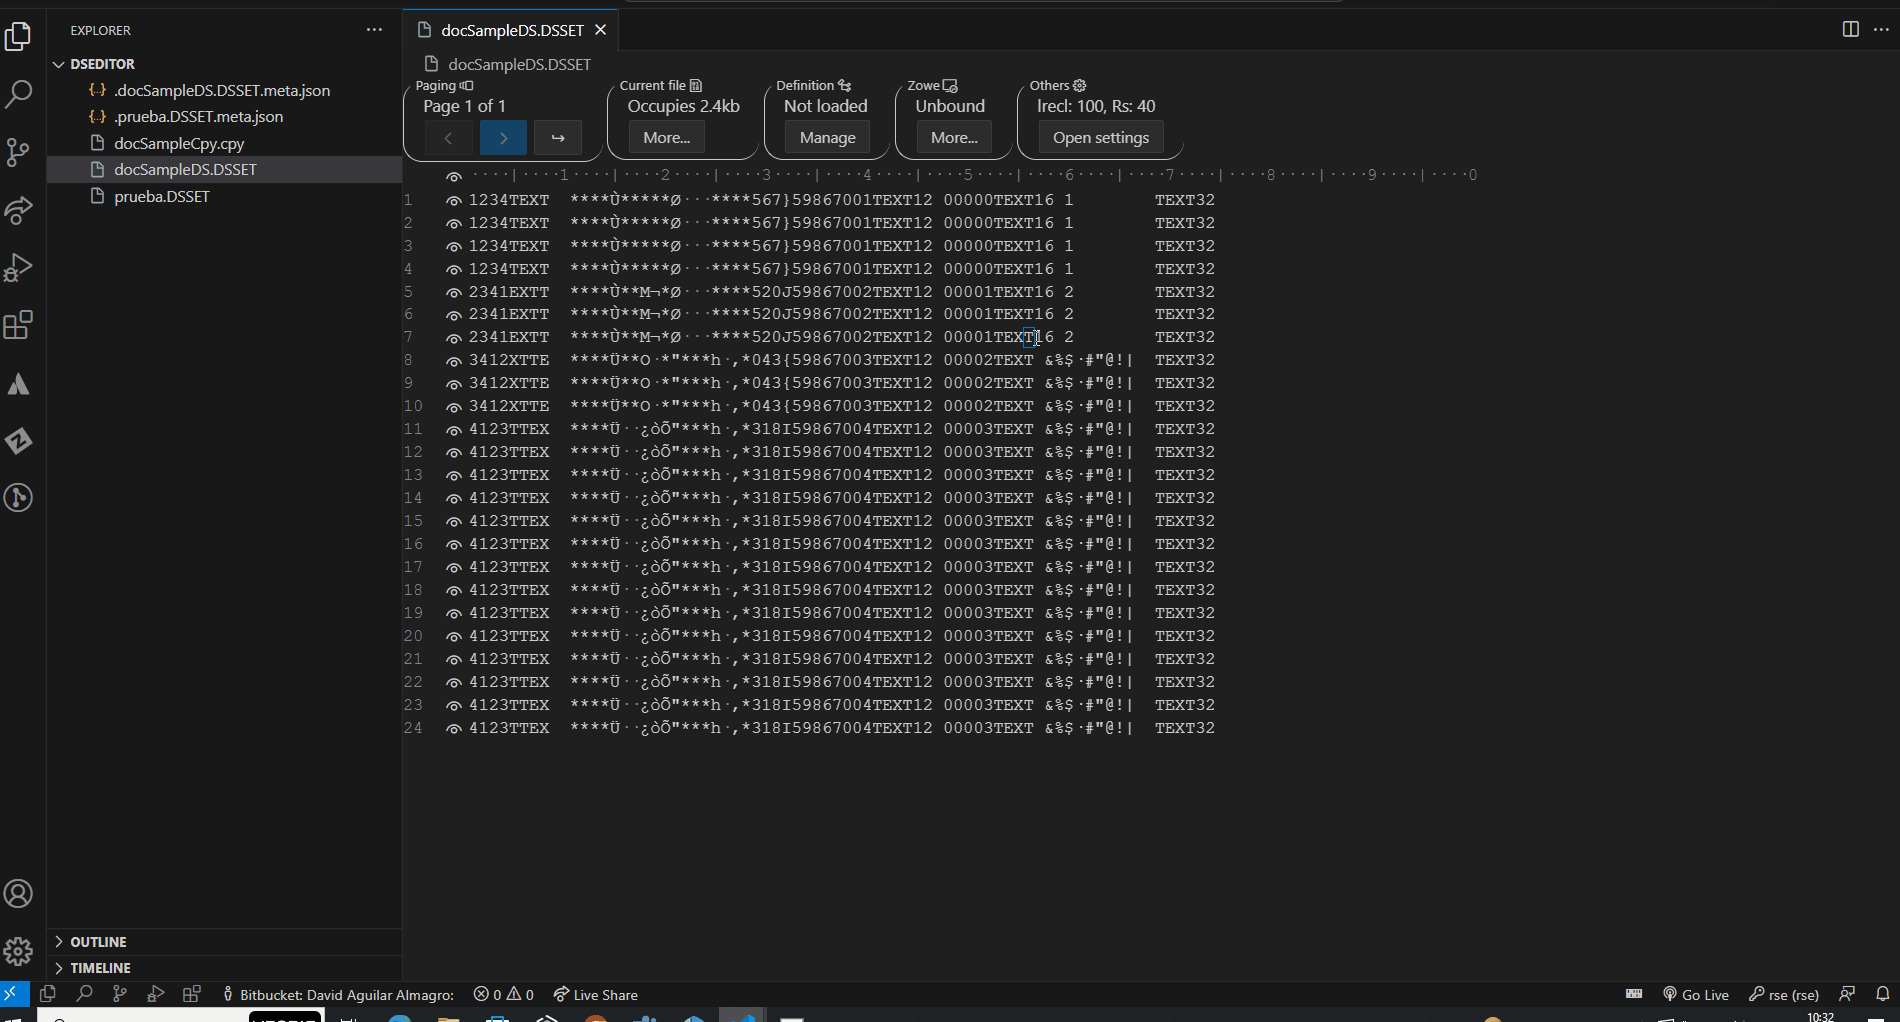 EXPLORER
DSEDITOR
.docSampleDS.DSSET.meta.json
.prueba.DSSET.meta.json
docSampleCpy.cpy
docSampleDS.DSSET
prueba.DSSET
OUTLINE
TIMELINE
docSampleDS.DSSET
docSampleDS.DSSET
Paging
Page 1 of 1
Current file
Occupies 2.4kb
More...
Definition
Not loaded
Manage
Zowe
Unbound
More...
Others
lrecl: 100, Rs: 40
Open settings
····|····1····|····2····|····3····|····4····|····5····|····6····|····7····|····8····|····9····|····0
1 1234TEXT  ****Ù*****Ø···****567}59867001TEXT12 00000TEXT16 1        TEXT32
2 1234TEXT  ****Ù*****Ø···****567}59867001TEXT12 00000TEXT16 1        TEXT32
3 1234TEXT  ****Ù*****Ø···****567}59867001TEXT12 00000TEXT16 1        TEXT32
4 1234TEXT  ****Ù*****Ø···****567}59867001TEXT12 00000TEXT16 1        TEXT32
5 2341EXTT  ****Ù**M¬*Ø···****520J59867002TEXT12 00001TEXT16 2        TEXT32
6 2341EXTT  ****Ù**M¬*Ø···****520J59867002TEXT12 00001TEXT16 2        TEXT32
7 2341EXTT  ****Ù**M¬*Ø···****520J59867002TEXT12 00001TEXT16 2        TEXT32
8 3412XTTE  ****Ü**O·*"***h·,*043{59867003TEXT12 00002TEXT &%$·#"@!|  TEXT32
9 3412XTTE  ****Ü**O·*"***h·,*043{59867003TEXT12 00002TEXT &%$·#"@!|  TEXT32
10 3412XTTE  ****Ü**O·*"***h·,*043{59867003TEXT12 00002TEXT &%$·#"@!|  TEXT32
11 4123TTEX  ****Ü··¿òÕ"***h·,*318I59867004TEXT12 00003TEXT &%$·#"@!|  TEXT32
12 4123TTEX  ****Ü··¿òÕ"***h·,*318I59867004TEXT12 00003TEXT &%$·#"@!|  TEXT32
13 4123TTEX  ****Ü··¿òÕ"***h·,*318I59867004TEXT12 00003TEXT &%$·#"@!|  TEXT32
14 4123TTEX  ****Ü··¿òÕ"***h·,*318I59867004TEXT12 00003TEXT &%$·#"@!|  TEXT32
15 4123TTEX  ****Ü··¿òÕ"***h·,*318I59867004TEXT12 00003TEXT &%$·#"@!|  TEXT32
16 4123TTEX  ****Ü··¿òÕ"***h·,*318I59867004TEXT12 00003TEXT &%$·#"@!|  TEXT32
17 4123TTEX  ****Ü··¿òÕ"***h·,*318I59867004TEXT12 00003TEXT &%$·#"@!|  TEXT32
18 4123TTEX  ****Ü··¿òÕ"***h·,*318I59867004TEXT12 00003TEXT &%$·#"@!|  TEXT32
19 4123TTEX  ****Ü··¿òÕ"***h·,*318I59867004TEXT12 00003TEXT &%$·#"@!|  TEXT32
20 4123TTEX  ****Ü··¿òÕ"***h·,*318I59867004TEXT12 00003TEXT &%$·#"@!|  TEXT32
21 4123TTEX  ****Ü··¿òÕ"***h·,*318I59867004TEXT12 00003TEXT &%$·#"@!|  TEXT32
22 4123TTEX  ****Ü··¿òÕ"***h·,*318I59867004TEXT12 00003TEXT &%$·#"@!|  TEXT32
23 4123TTEX  ****Ü··¿òÕ"***h·,*318I59867004TEXT12 00003TEXT &%$·#"@!|  TEXT32
24 4123TTEX  ****Ü··¿òÕ"***h·,*318I59867004TEXT12 00003TEXT &%$·#"@!|  TEXT32
Bitbucket: David Aguilar Almagro: 0 0 Live Share Go Live rse (rse)
10:32